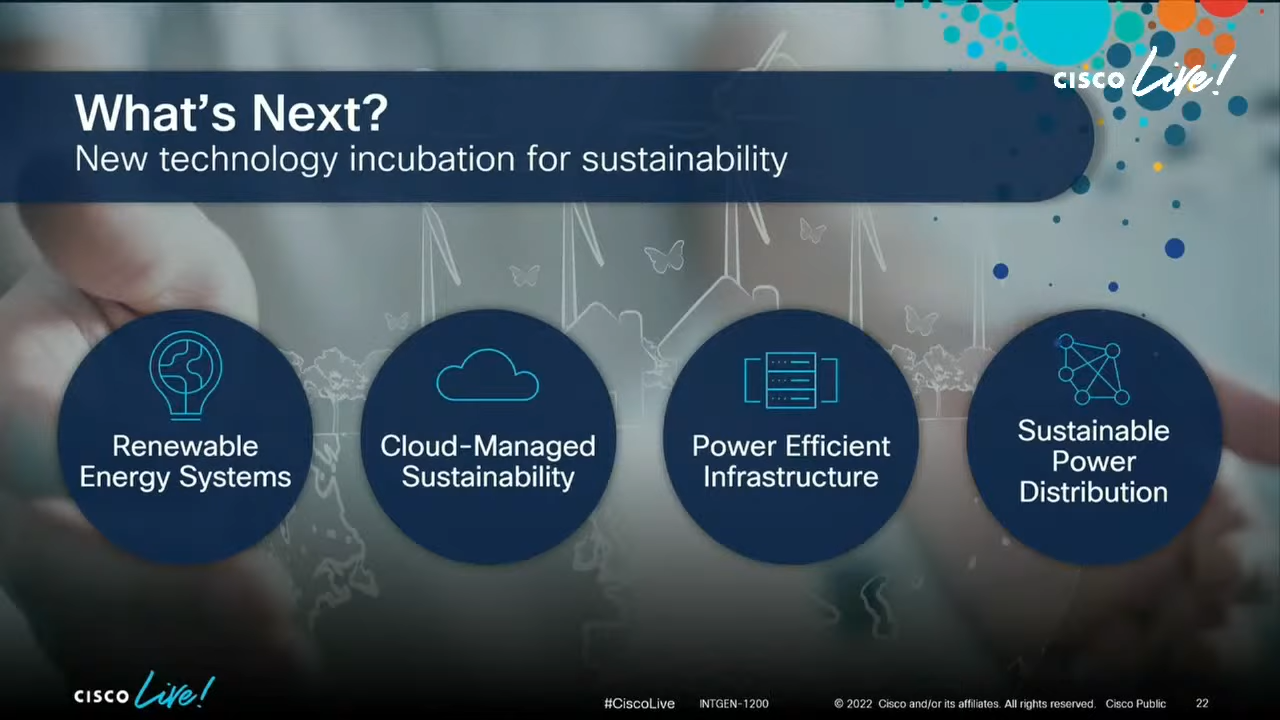 CISCO Live!
What's Next?
New technology incubation for sustainability
Renewable
Energy Systems
Cloud-Managed
Sustainability
Power Efficient
Infrastructure
Sustainable
Power
Distribution
CISCO Live!
#CiscoLive
INTGEN-1200
© 2022 Cisco and/or its affiliates. All rights reserved. Cisco Public
22